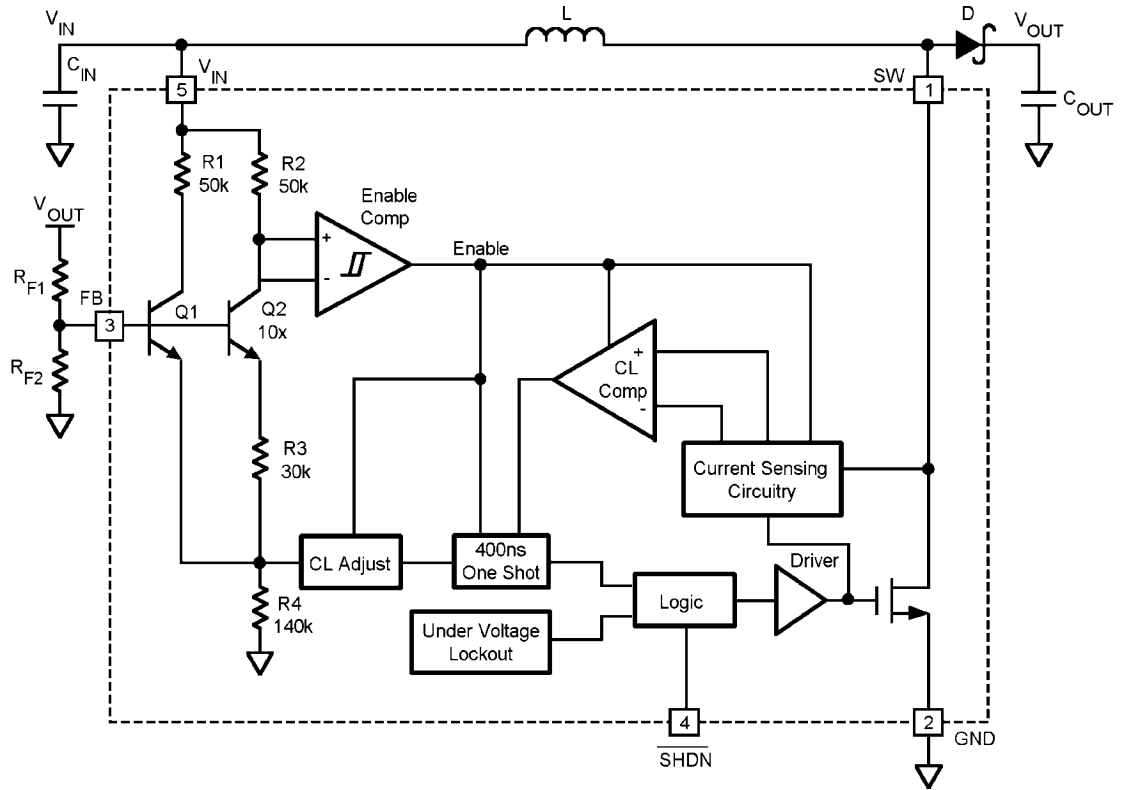 VIN
L
D
VOUT
CIN
VIN
5
SW
1
COUT
R1
50k
R2
50k
Enable
Comp
VOUT
+
-
Enable
RF1
FB
3
Q1
Q2
10x
RF2
+
CL
Comp
-
R3
30k
Current Sensing
Circuitry
CL Adjust
400ns
One Shot
Driver
R4
140k
Logic
Under Voltage
Lockout
4
SHDN
2
GND